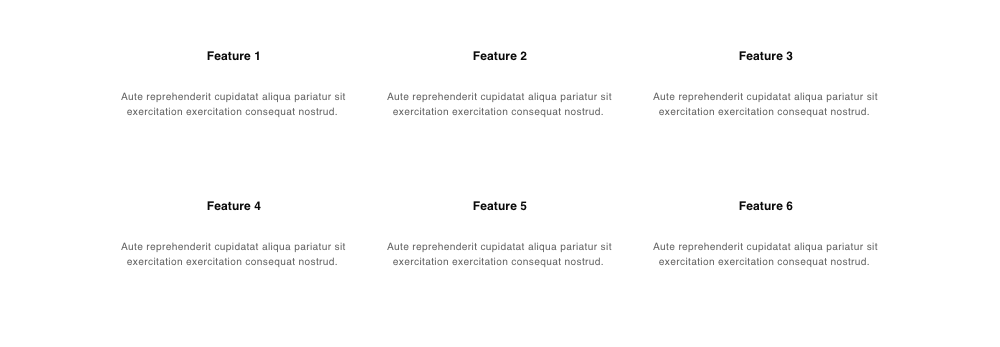 Feature 1
Aute reprehenderit cupidatat aliqua pariatur sit
exercitation exercitation consequat nostrud.
Feature 2
Aute reprehenderit cupidatat aliqua pariatur sit
exercitation exercitation consequat nostrud.
Feature 3
Aute reprehenderit cupidatat aliqua pariatur sit
exercitation exercitation consequat nostrud.
Feature 4
Aute reprehenderit cupidatat aliqua pariatur sit
exercitation exercitation consequat nostrud.
Feature 5
Aute reprehenderit cupidatat aliqua pariatur sit
exercitation exercitation consequat nostrud.
Feature 6
Aute reprehenderit cupidatat aliqua pariatur sit
exercitation exercitation consequat nostrud.